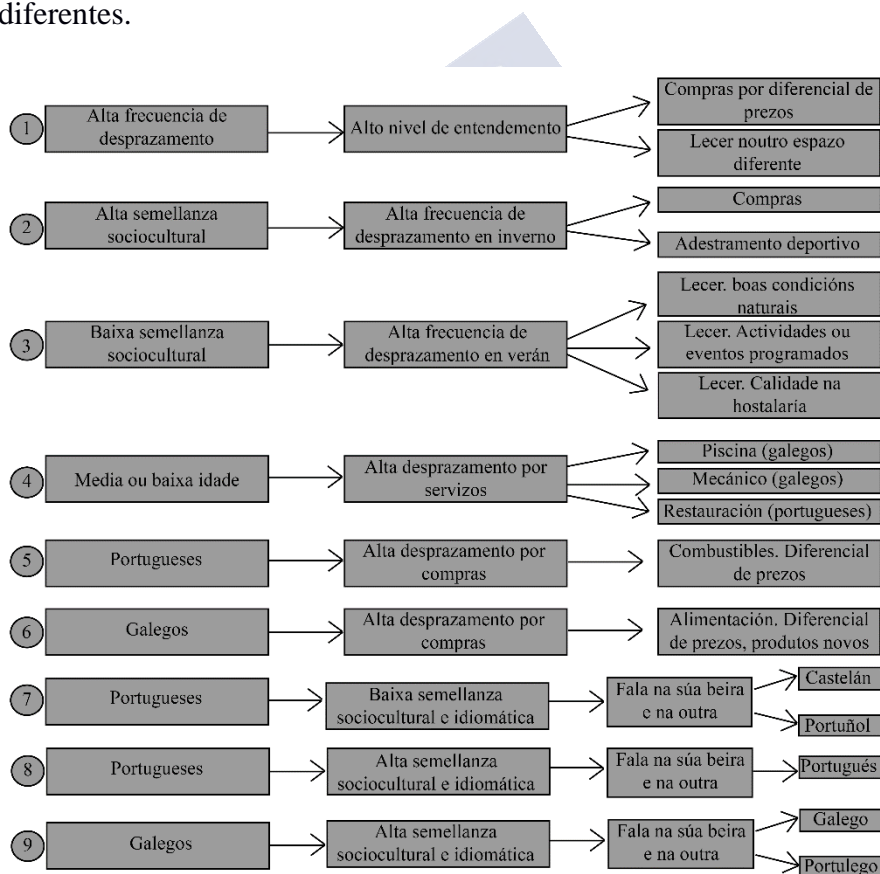 diferentes.
1
Alta frecuencia de
desprazamento
Alto nivel de entendemento
Compras por diferencial de
prezos
Lecer noutro espazo
diferente
2
Alta semellanza
sociocultural
Alta frecuencia de
desprazamento en inverno
Compras
Adestramento deportivo
3
Baixa semellanza
sociocultural
Alta frecuencia de
desprazamento en verán
Lecer. boas condicións
naturais
Lecer. Actividades ou
eventos programados
Lecer. Calidade na
hostalaría
4
Media ou baixa idade
Alta desprazamento por
servizos
Piscina (galegos)
Mecánico (galegos)
Restauración (portugueses)
5
Portugueses
Alta desprazamento por
compras
Combustibles. Diferencial
de prezos
6
Galegos
Alta desprazamento por
compras
Alimentación. Diferencial
de prezos, produtos novos
7
Portugueses
Baixa semellanza
sociocultural e idiomática
Fala na súa beira
e na outra
Castelán
Portuñol
8
Portugueses
Alta semellanza
sociocultural e idiomática
Fala na súa beira
e na outra
Portugués
9
Galegos
Alta semellanza
sociocultural e idiomática
Fala na súa beira
e na outra
Galego
Portulego